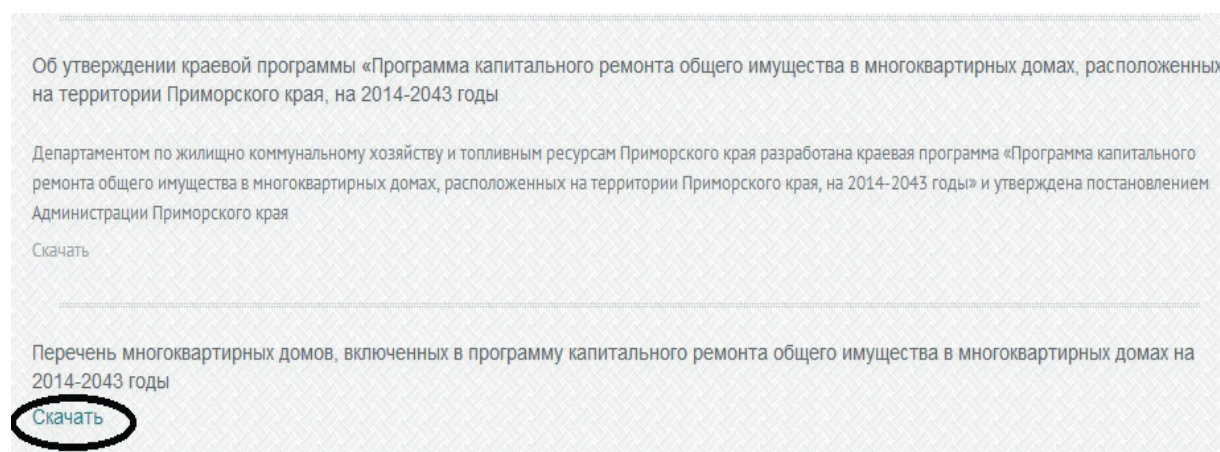 Об утверждении краевой программы «Программа капитального ремонта общего имущества в многоквартирных домах, расположенных
на территории Приморского края, на 2014-2043 годы
Департаментом по жилищно коммунальному хозяйству и топливным ресурсам Приморского края разработана краевая программа «Программа капитального
ремонта общего имущества в многоквартирных домах, расположенных на территории Приморского края, на 2014-2043 годы» и утверждена постановлением
Администрации Приморского края
Скачать
Перечень многоквартирных домов, включенных в программу капитального ремонта общего имущества в многоквартирных домах на
2014-2043 годы
Скачать